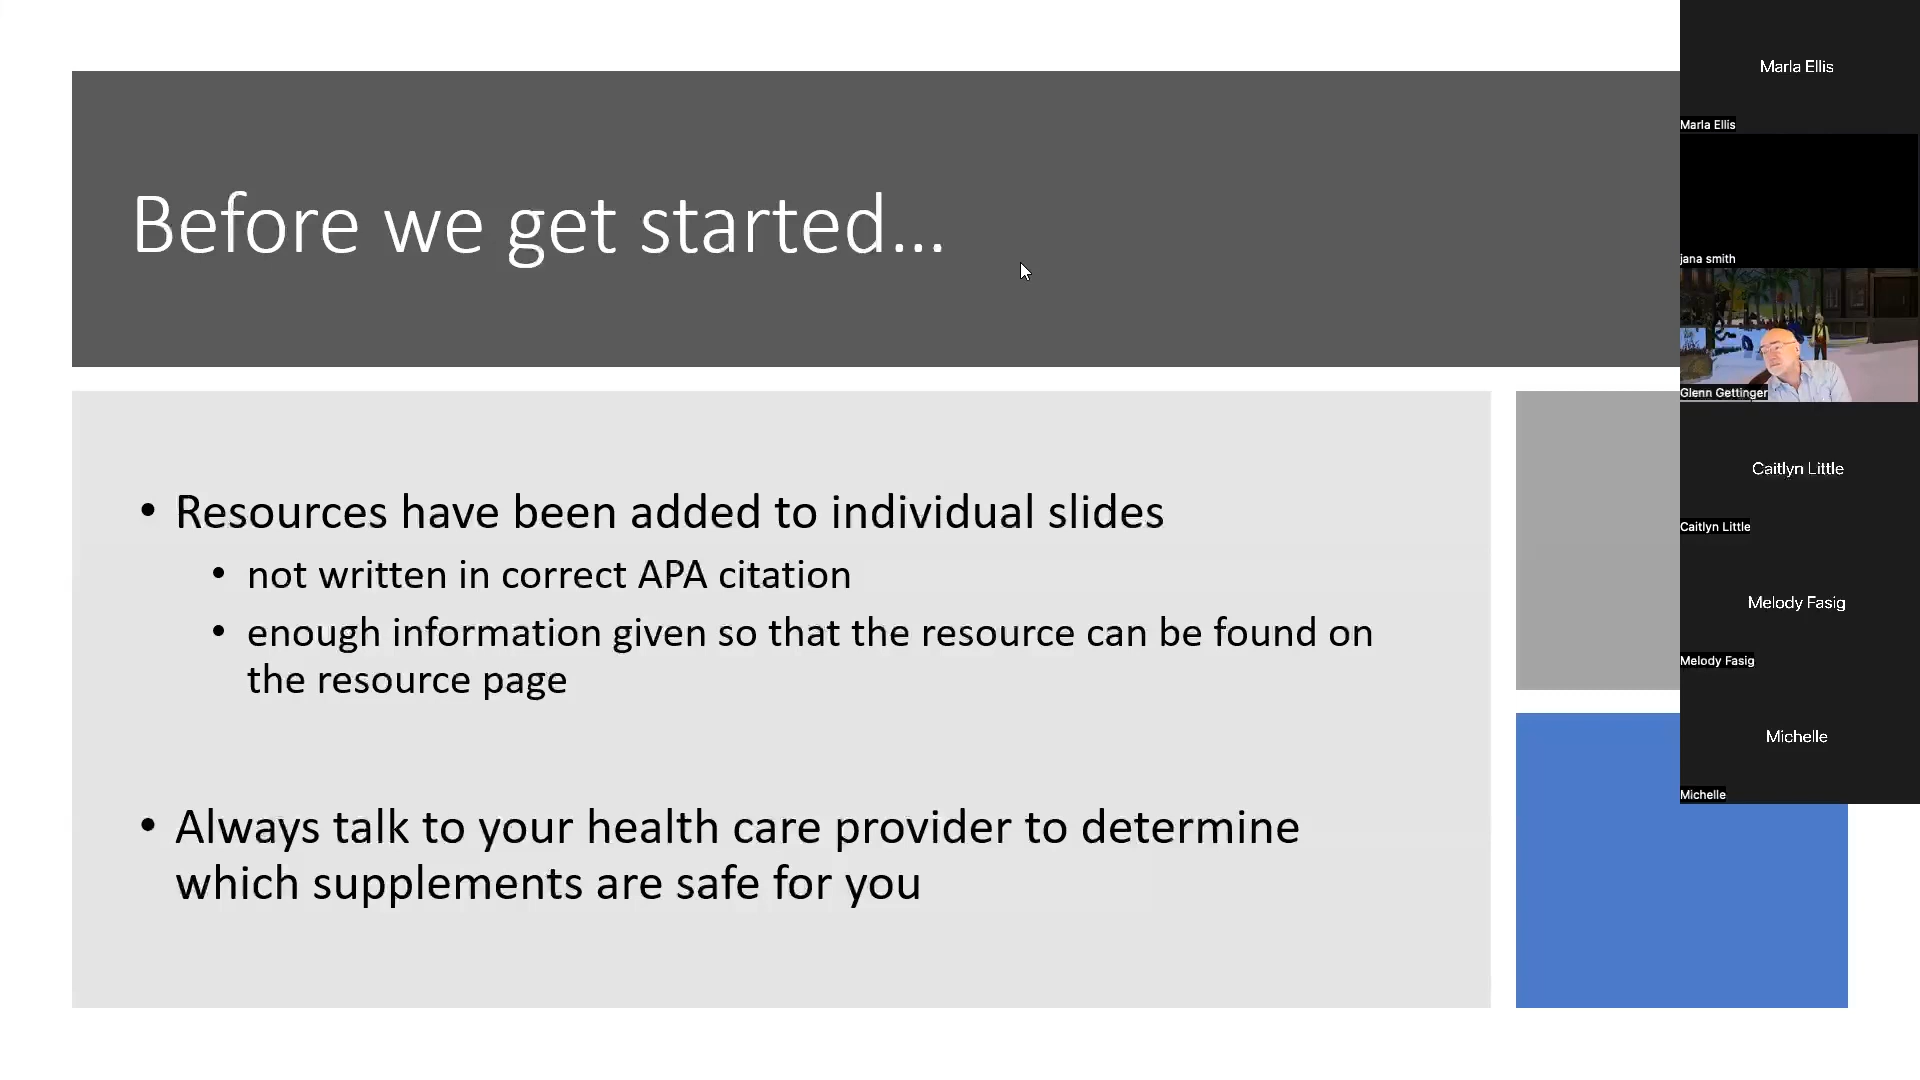 Before we get started...
• Resources have been added to individual slides
• not written in correct APA citation
• enough information given so that the resource can be found on
the resource page
• Always talk to your health care provider to determine
which supplements are safe for you
Marla Ellis
Marla Ellis
jana smith
Glenn Gettinger
Caitlyn Little
Caitlyn Little
Melody Fasig
Melody Fasig
Michelle
Michelle